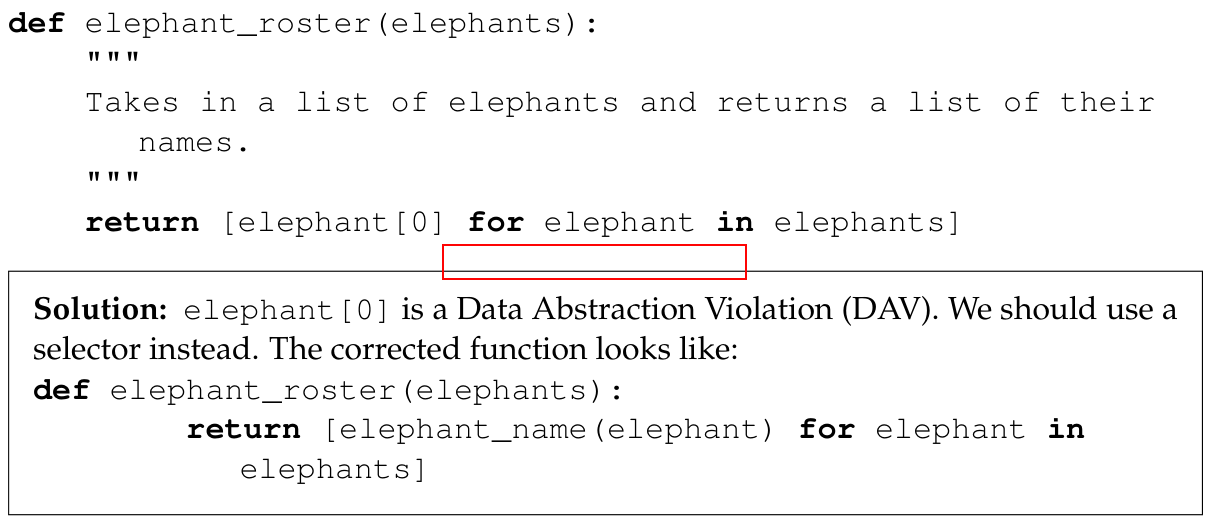 def elephant_roster(elephants):
"""
Takes in a list of elephants and returns a list of their
names.
"""
return [elephant[0] for elephant in elephants]
Solution: elephant[0] is a Data Abstraction Violation (DAV). We should use a
selector instead. The corrected function looks like:
def elephant_roster(elephants):
return [elephant_name(elephant) for elephant in
elephants]